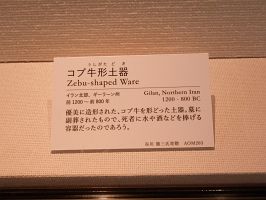 うしがたどき
コブ牛形土器
Zebu-shaped Ware
イラン北部、ギーラーン州
前1200～前800年
Gilan, Northern Iran
1200 - 800 BC
優美に造形された、コブ牛を形どった土器。墓に
副葬されたもので、死者に水や酒などを捧げる
容器だったのであろう。
AOM203